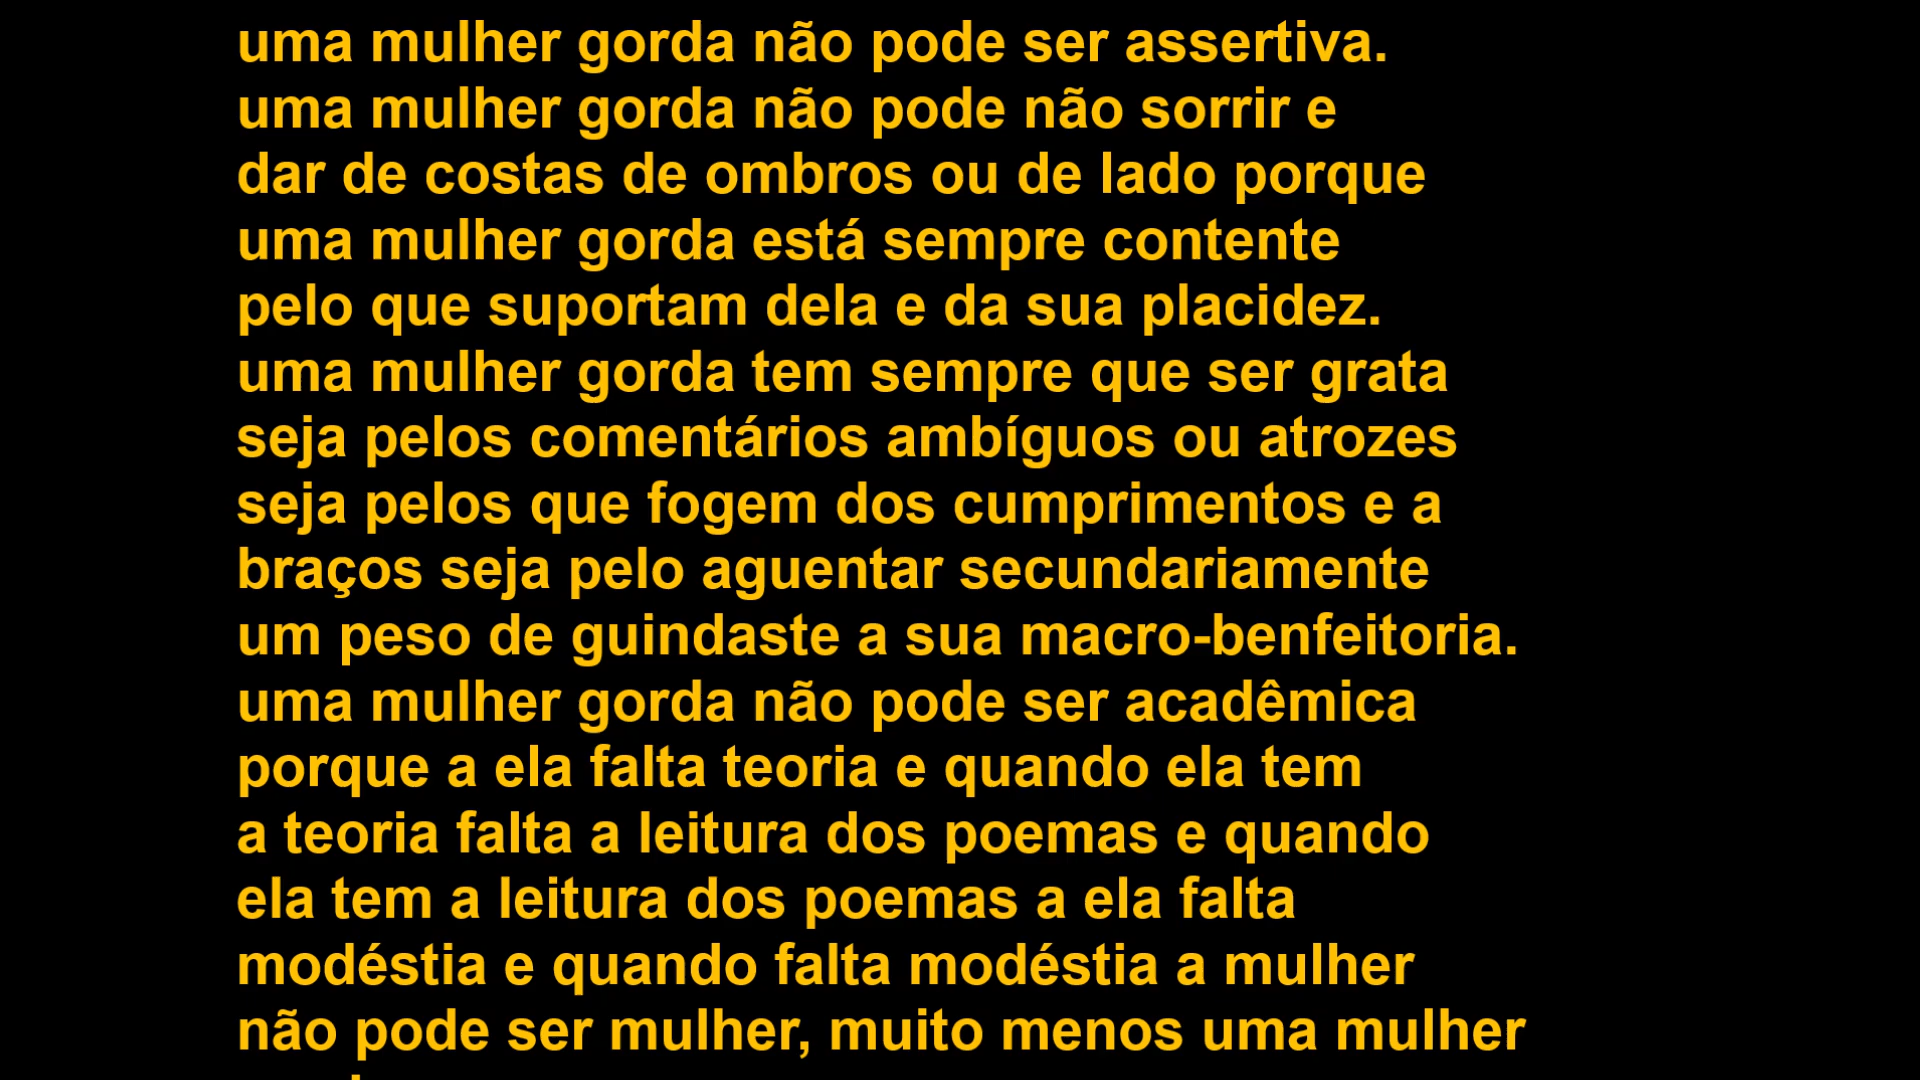 uma mulher gorda não pode ser assertiva.
uma mulher gorda não pode não sorrir e
dar de costas de ombros ou de lado porque
uma mulher gorda está sempre contente
pelo que suportam dela e da sua placidez.
uma mulher gorda tem sempre que ser grata
seja pelos comentários ambíguos ou atrozes
seja pelos que fogem dos cumprimentos e a
braços seja pelo aguentar secundariamente
um peso de guindaste a sua macro-benfeitoria.
uma mulher gorda não pode ser acadêmica
porque a ela falta teoria e quando ela tem
a teoria falta a leitura dos poemas e quando
ela tem a leitura dos poemas a ela falta
modéstia e quando falta modéstia a mulher
não pode ser mulher, muito menos uma mulher